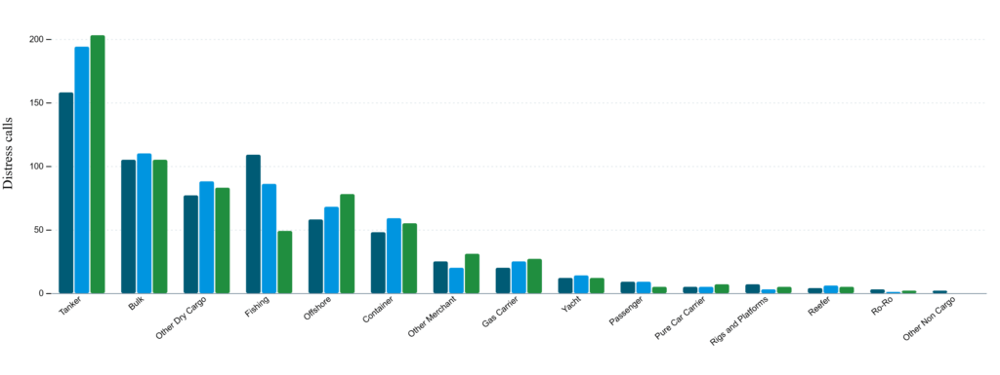 200
150
100
50
0
Distress calls
Tanker
Bulk
Other Dry Cargo
Fishing
Offshore
Container
Other Merchant
Gas Carrier
Yacht
Passenger
Pure Car Carrier
Rigs and Platforms
Reefer
Ro-Ro
Other Non Cargo